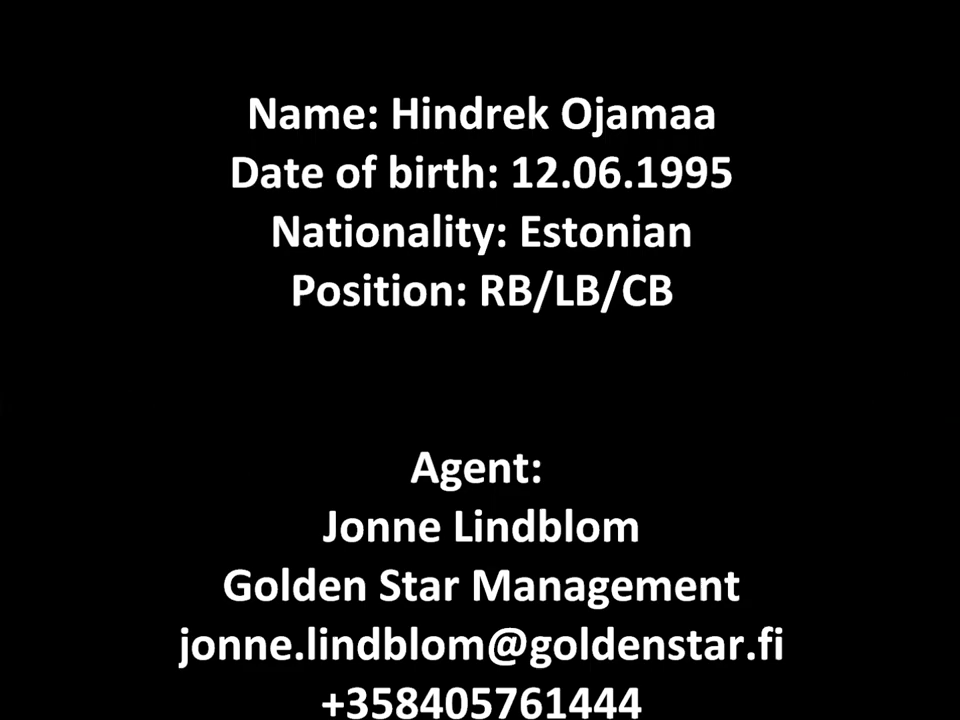 Name: Hindrek Ojamaa
Date of birth: 12.06.1995
Nationality: Estonian
Position: RB/LB/CB
Agent:
Jonne Lindblom
Golden Star Management
jonne.lindblom@goldenstar.fi
+358405761444